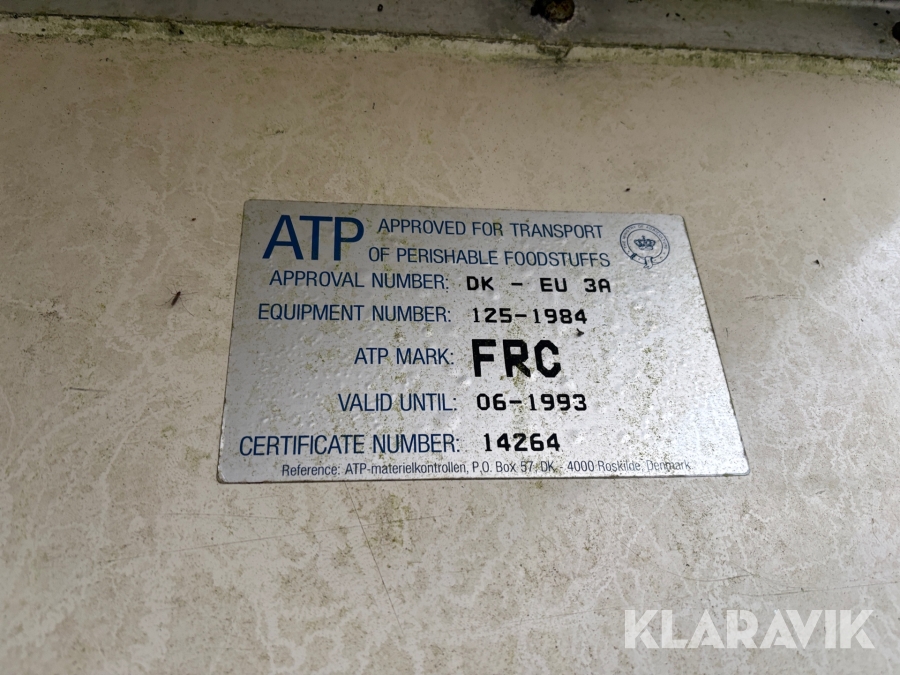 ATP APPROVED FOR TRANSPORT
OF PERISHABLE FOODSTUFFS
APPROVAL NUMBER: DK - EU 3A
EQUIPMENT NUMBER: 125-1984
ATP MARK: FRC
VALID UNTIL: 06-1993
CERTIFICATE NUMBER: 14264
Reference: ATP-materielkontrollen, P.O. Box 57, DK - 4000 Roskilde, Denmark
KLARAVIK